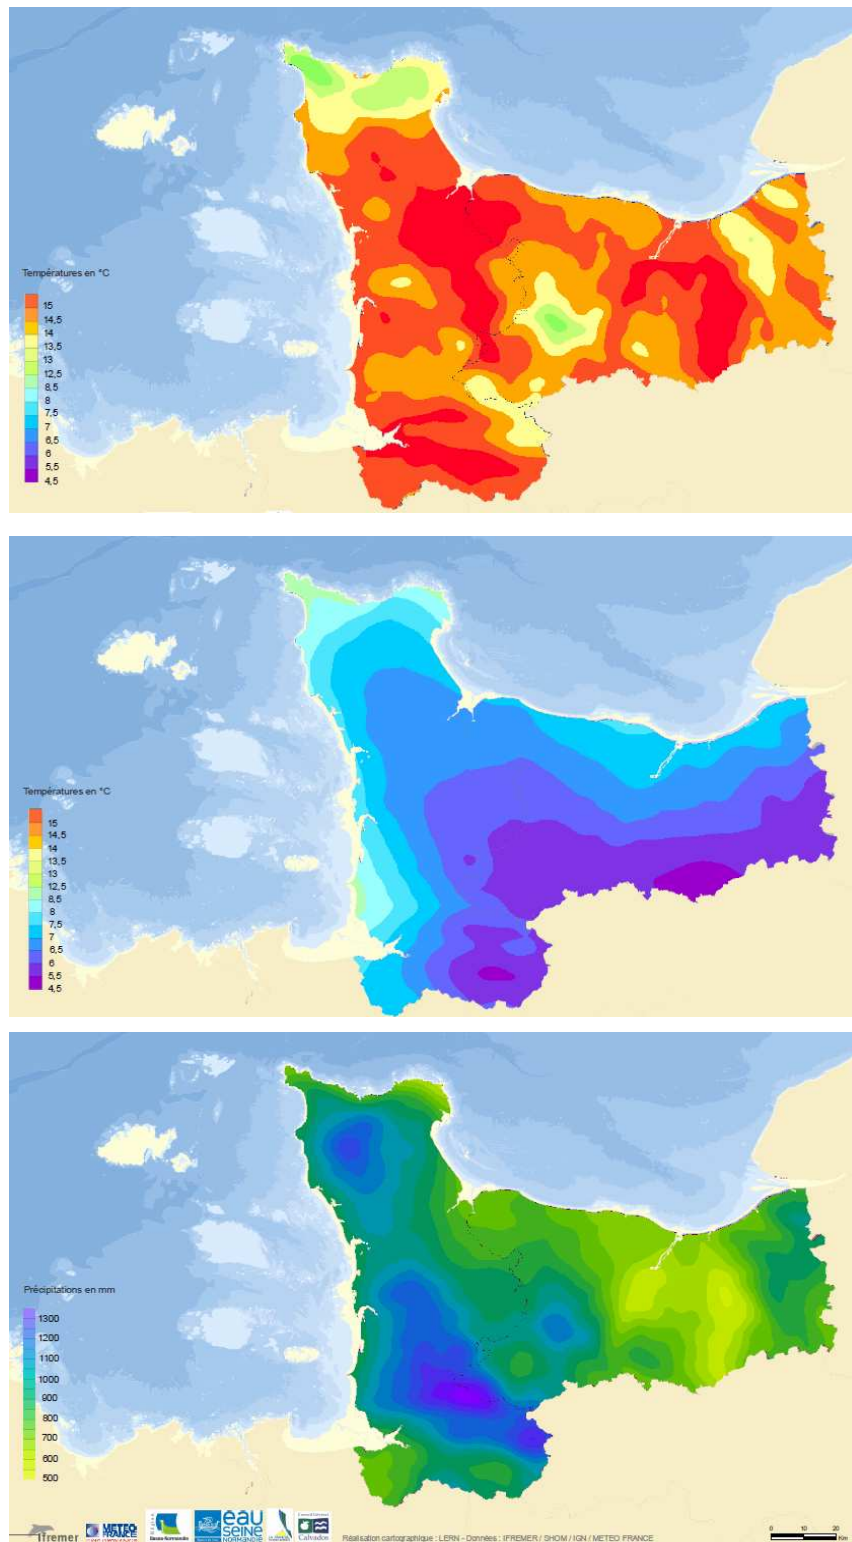 Températures en °C
15
14,5
14
13,5
13
12,5
8,5
8
7,5
7
6,5
6
5,5
4,5
Températures en °C
15
14,5
14
13,5
13
12,5
8,5
8
7,5
7
6,5
6
5,5
4,5
Précipitations en mm
1300
1200
1100
1000
900
800
700
600
500
Ifremer
METEO
FRANCE
Basse-Normandie
eau
SEINE
NORMANDIE
Calvados
Réalisation cartographique : LERN - Données : IFREMER / SHOM / IGN / METEO FRANCE
0 10 20
Km